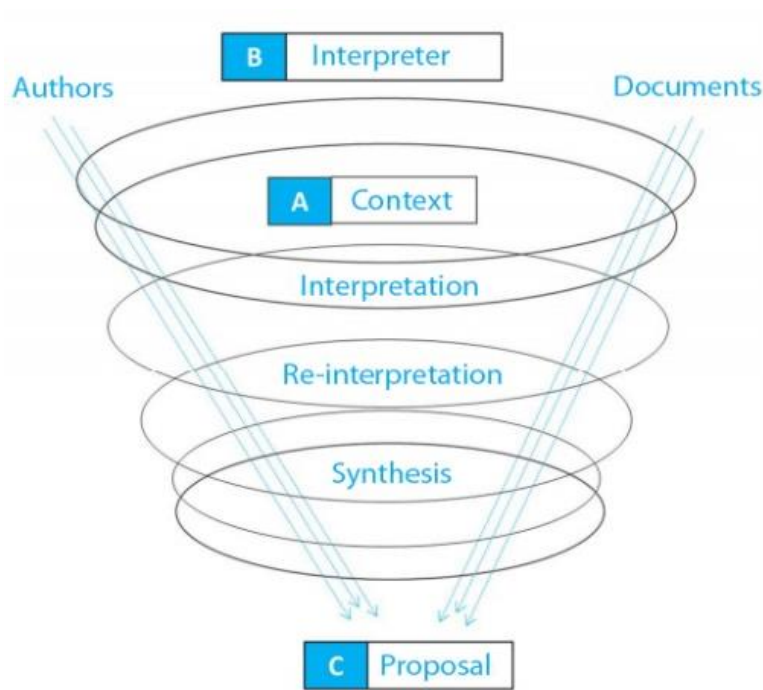 B Interpreter
Authors
Documents
A Context
Interpretation
Re-interpretation
Synthesis
C Proposal